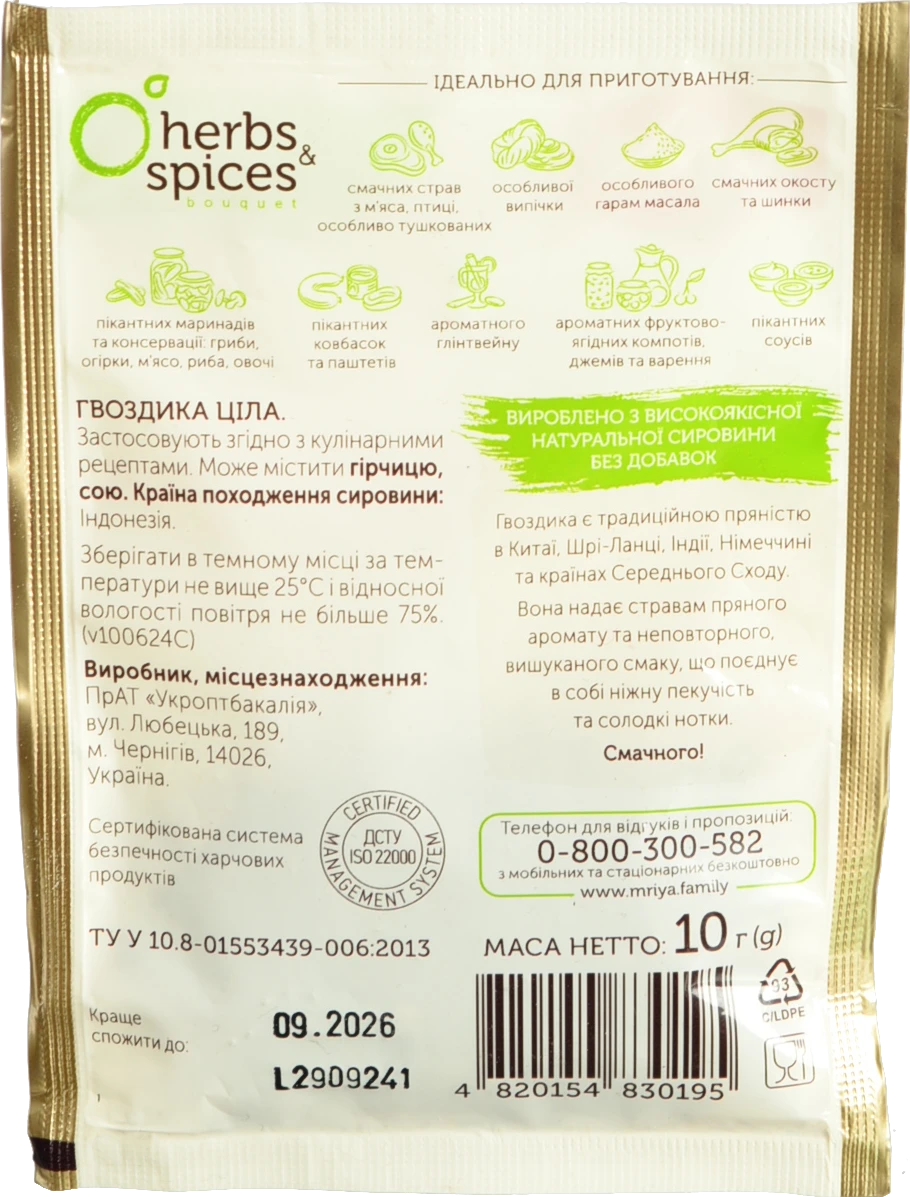 herbs
& spices
bouquet
ІДЕАЛЬНО ДЛЯ ПРИГОТУВАННЯ:
смачних страв
з м'яса, птиці,
особливо тушкованих
особливої
випічки
особливого
гарам масала
смачних окосту
та шинки
пікантних маринадів
та консервації: гриби,
огірки, м'ясо, риба, овочі
пікантних
ковбасок
та паштетів
ароматного
глінтвейну
ароматних фруктово-
ягідних компотів,
джемів та варення
пікантних
соусів
ГВОЗДИКА ЦІЛА.
Застосовують згідно з кулінарними
рецептами. Може містити гірчицю,
сою. Країна походження сировини:
Індонезія.
Зберігати в темному місці за тем-
ператури не вище 25°С і відносної
вологості повітря не більше 75%.
(v100624C)
Виробник, місцезнаходження:
ПрАТ «Укроптбакалія»,
вул. Любецька, 189,
м. Чернігів, 14026,
Україна.
Сертифікована система
безпечності харчових
продуктів
CERTIFIED
ДСТУ
ISO 22000
MANAGEMENT SYSTEM
ТУ У 10.8-01553439-006:2013
Краще
спожити до:
09.2026
L2909241
ВИРОБЛЕНО З ВИСОКОЯКІСНОЇ
НАТУРАЛЬНОЇ СИРОВИНИ
БЕЗ ДОБАВОК
Гвоздика є традиційною пряністю
в Китаї, Шрі-Ланці, Індії, Німеччині
та країнах Середнього Сходу.
Вона надає стравам пряного
аромату та неповторного,
вишуканого смаку, що поєднує
в собі ніжну пекучість
та солодкі нотки.
Смачного!
Телефон для відгуків і пропозицій:
0-800-300-582
з мобільних та стаціонарних безкоштовно
www.mriya.family
МАСА НЕТТО: 10 г (g)
93
C/LDPE
4 820154 830195